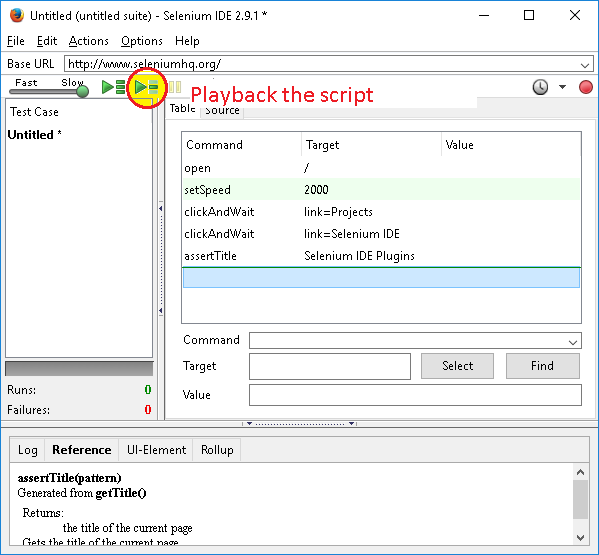 Untitled (untitled suite) - Selenium IDE 2.9.1 *
File Edit Actions Options Help
Base URL http://www.seleniumhq.org/
Fast Slow
Playback the script
Table Source
Test Case
Untitled *
Command Target Value
open /
setSpeed 2000
clickAndWait link=Projects
clickAndWait link=Selenium IDE
assertTitle Selenium IDE Plugins
Command
Target Select Find
Value
Runs: 0
Failures: 0
Log Reference UI-Element Rollup
assertTitle(pattern)
Generated from getTitle()
Returns:
the title of the current page
Gets the title of the current page